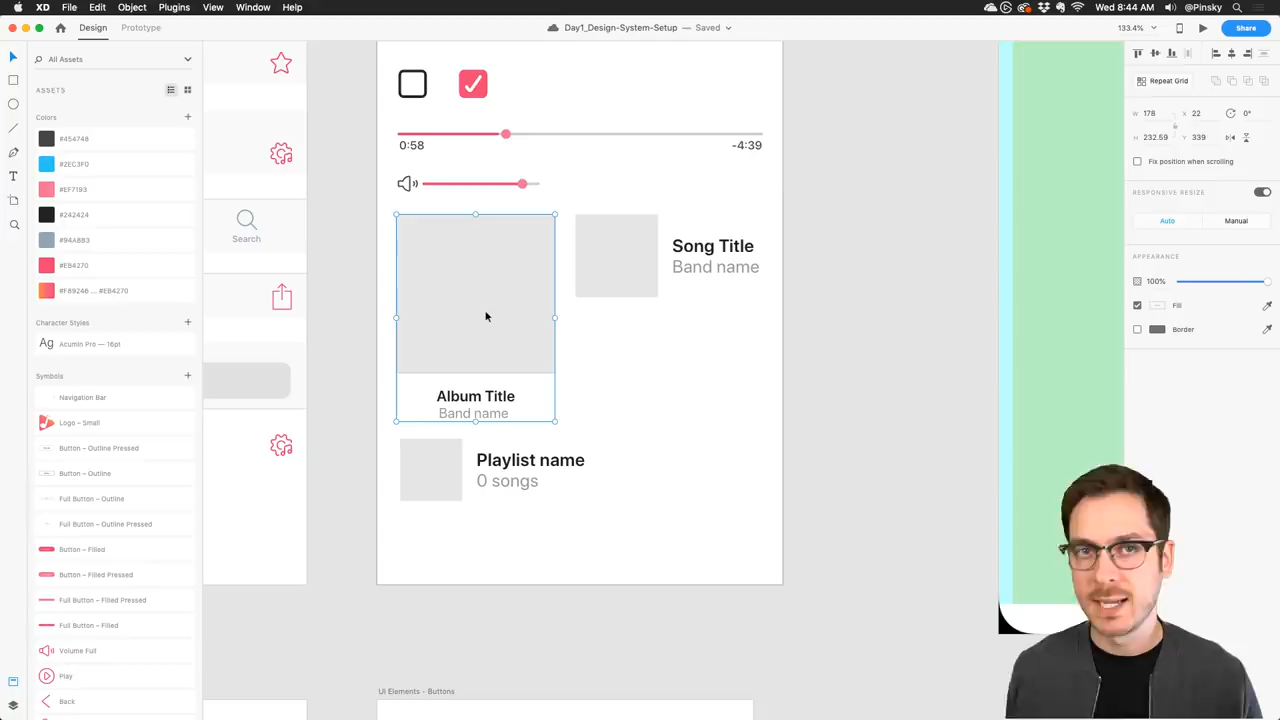 XD File Edit Object Plugins View Window Help
Wed 8:44 AM @Pinsky
Design Prototype
Day1_Design-System-Setup — Saved
133.4%
Share
All Assets
ASSETS
Colors
#454748
#2EC3F0
#EF7193
#242424
#94A8B3
#EB4270
#F89246 ... #EB4270
Character Styles
Ag Acumin Pro — 16pt
Symbols
Navigation Bar
Logo – Small
Button – Outline Pressed
Button – Outline
Full Button – Outline
Full Button – Outline Pressed
Button – Filled
Button – Filled Pressed
Full Button – Filled Pressed
Full Button – Filled
Volume Full
Play
Back
Search
0:58 -4:39
Album Title
Band name
Song Title
Band name
Playlist name
0 songs
UI Elements - Buttons
Repeat Grid
W 178 X 22 0°
H 232.59 Y 339
Fix position when scrolling
RESPONSIVE RESIZE
Auto Manual
APPEARANCE
100%
Fill
Border